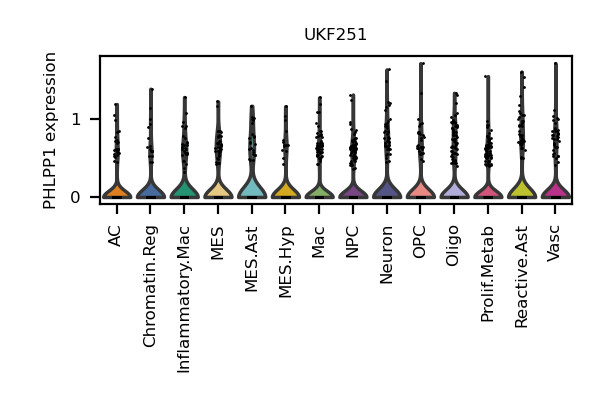 UKF251
PHLPP1 expression
1
0
AC
Chromatin.Reg
Inflammatory.Mac
MES
MES.Ast
MES.Hyp
Mac
NPC
Neuron
OPC
Oligo
Prolif.Metab
Reactive.Ast
Vasc